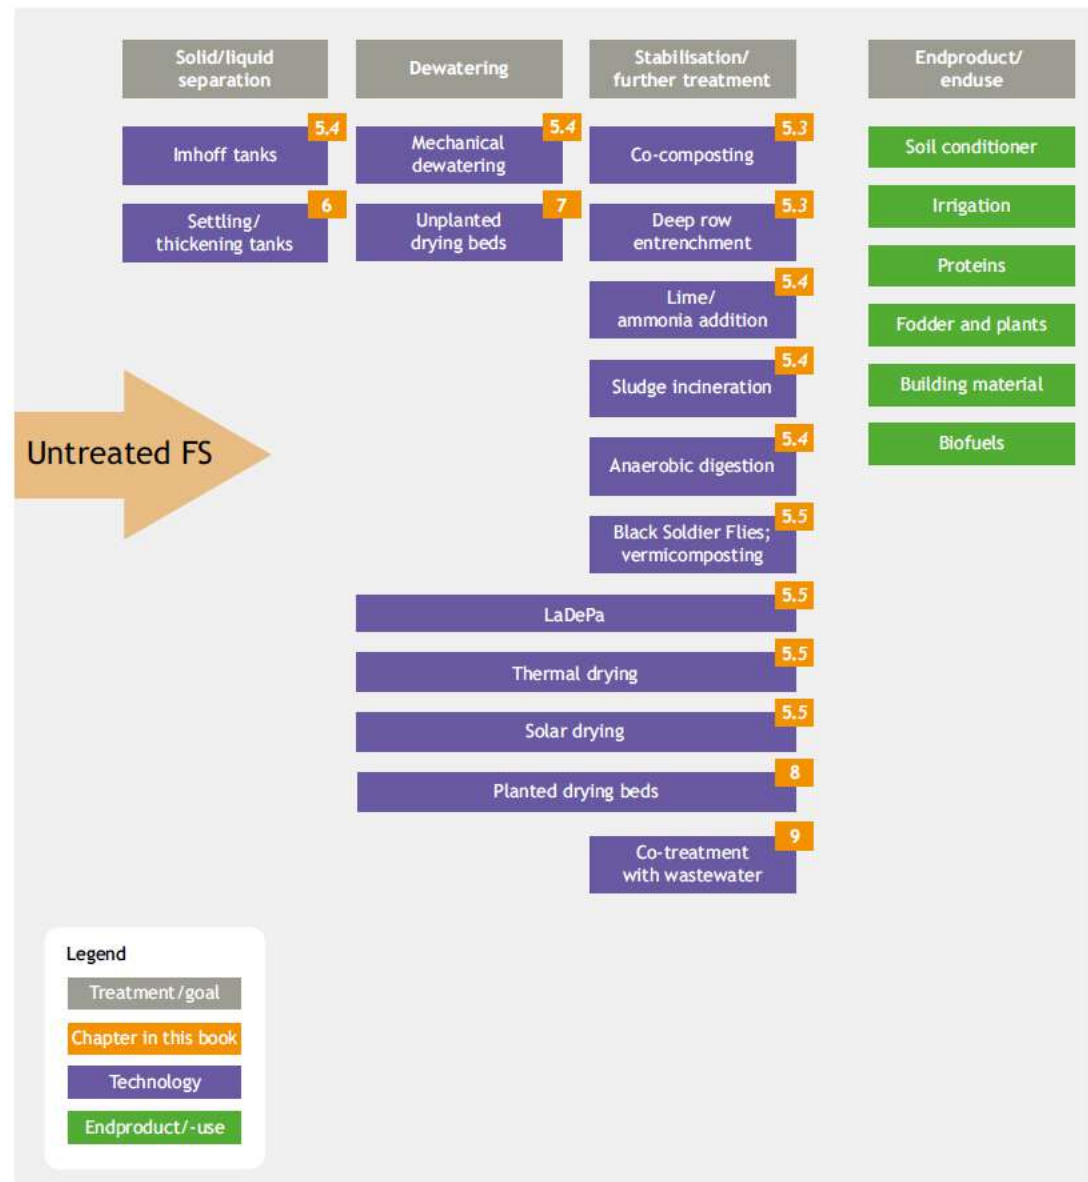 Solid/liquid
separation
Dewatering
Stabilisation/
further treatment
Endproduct/
enduse
5.4
Imhoff tanks
5.4
Mechanical
dewatering
5.3
Co-composting
Soil conditioner
6
Settling/
thickening tanks
7
Unplanted
drying beds
5.3
Deep row
entrenchment
Irrigation
Proteins
5.4
Lime/
ammonia addition
Fodder and plants
5.4
Sludge incineration
Building material
Untreated FS
5.4
Anaerobic digestion
Biofuels
5.5
Black Soldier Flies;
vermicomposting
5.5
LaDePa
5.5
Thermal drying
5.5
Solar drying
8
Planted drying beds
9
Co-treatment
with wastewater
Legend
Treatment/goal
Chapter in this book
Technology
Endproduct/-use